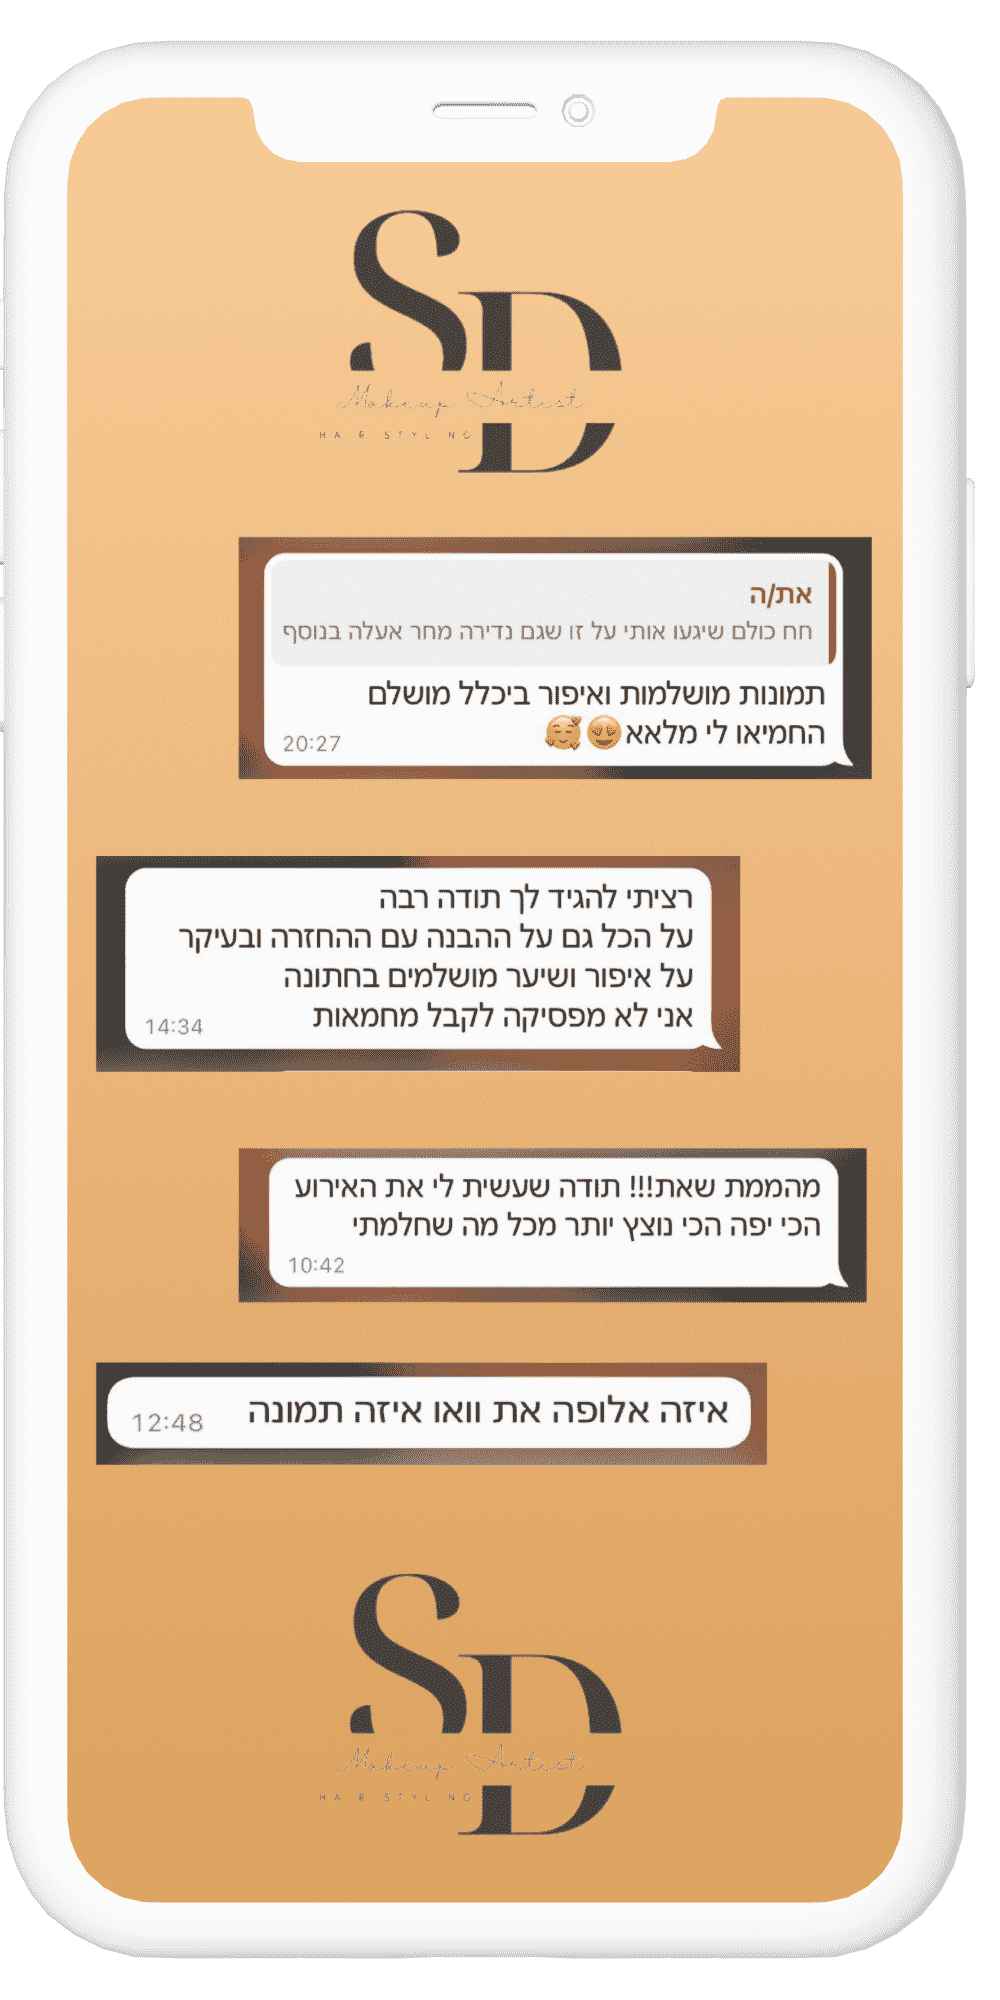 SD
Makeup Artist
HAIR STYLING
את/ה
חח כולם שיגעו אותי על זו שגם נדירה מחר אעלה בנוסף
תמונות מושלמות ואיפור ביכלל מושלם
החמיאו לי מלאא😍🥰
20:27
רציתי להגיד לך תודה רבה
על הכל גם על ההבנה עם ההחזרה ובעיקר
על איפור ושיער מושלמים בחתונה
אני לא מפסיקה לקבל מחמאות
14:34
מהממת שאת!!! תודה שעשית לי את האירוע
הכי יפה הכי נוצץ יותר מכל מה שחלמתי
10:42
איזה אלופה את וואו איזה תמונה
12:48
SD
Makeup Artist
HAIR STYLING